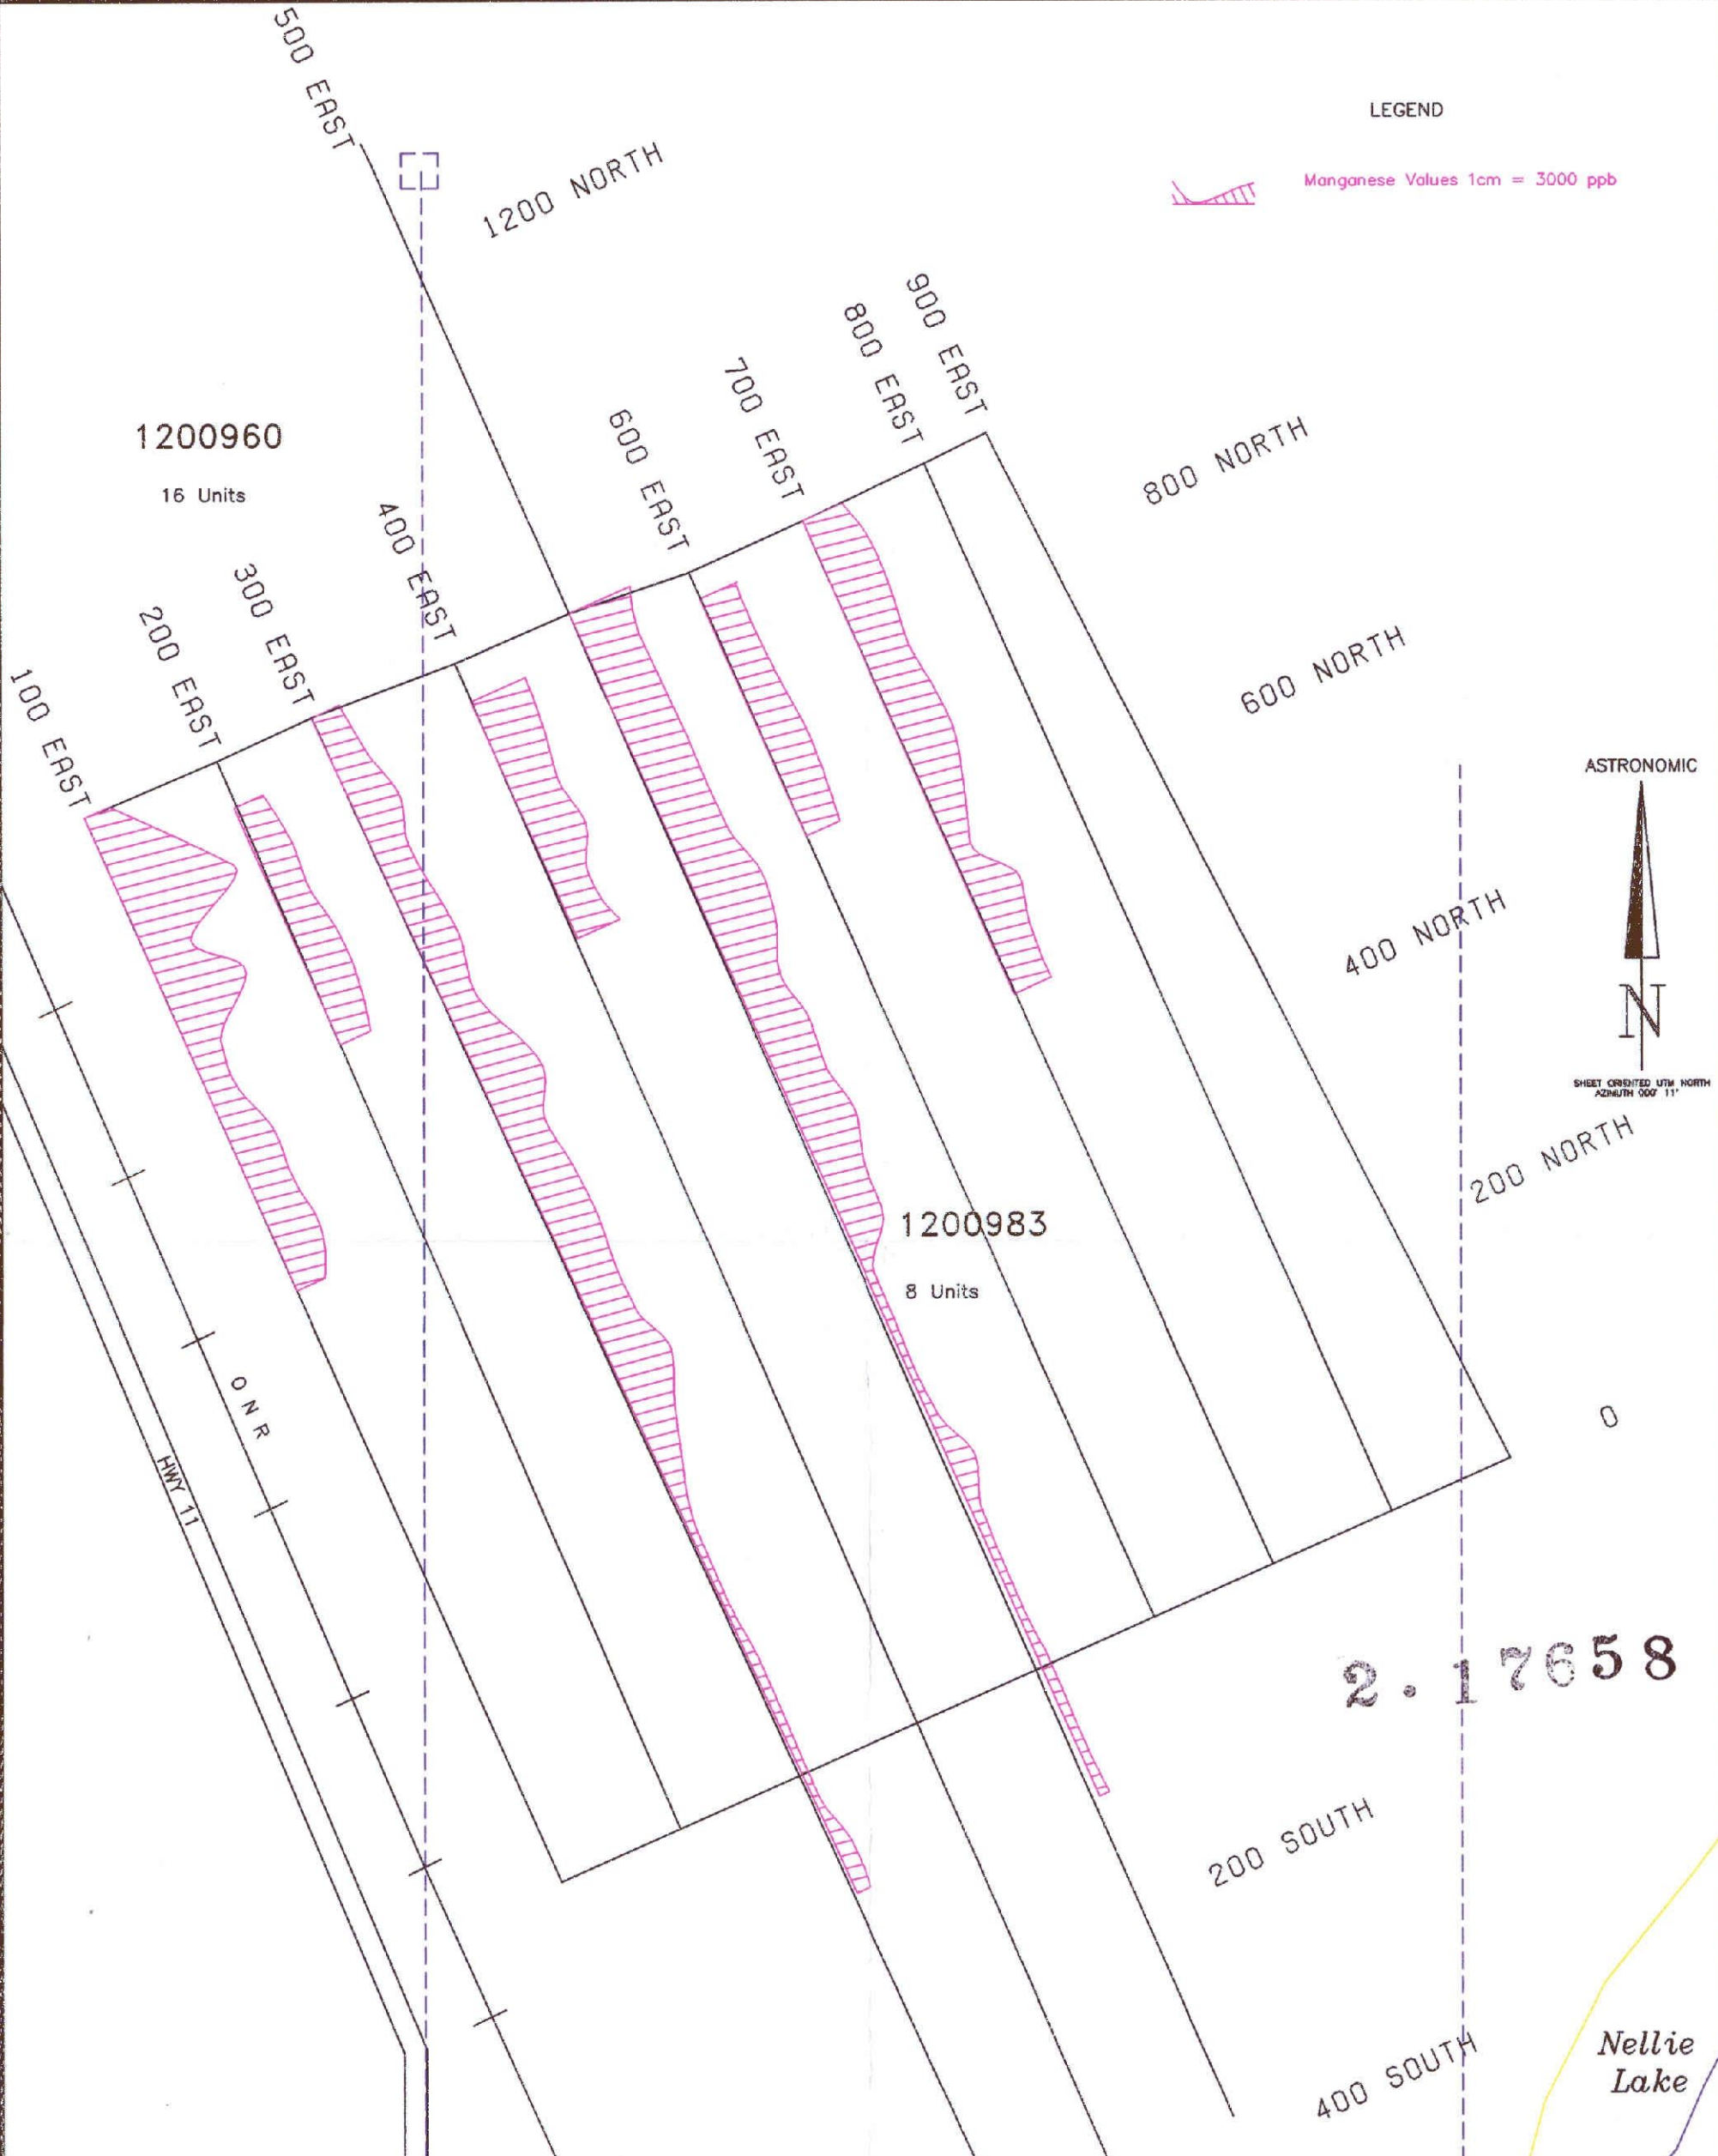 500 EAST
LEGEND
1200 NORTH
Manganese Values 1cm = 3000 ppb
900 EAST
800 EAST
700 EAST
600 EAST
800 NORTH
1200960
16 Units
400 EAST
300 EAST
200 EAST
100 EAST
600 NORTH
ASTRONOMIC
400 NORTH
N
SHEET ORIENTED UTM NORTH
AZIMUTH 000° 11'
200 NORTH
1200983
8 Units
O N R
0
HWY 11
2.17658
200 SOUTH
400 SOUTH
Nellie
Lake